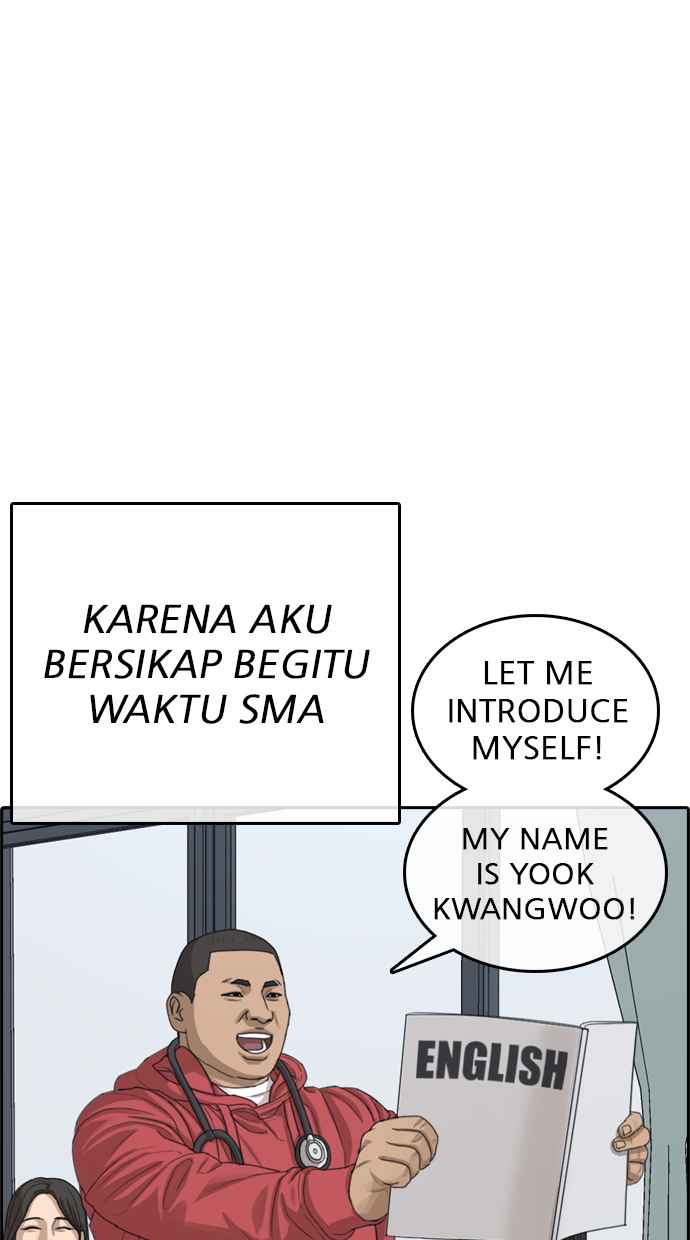 KARENA AKU
BERSIKAP BEGITU
WAKTU SMA
LET ME
INTRODUCE
MYSELF!
MY NAME
IS YOOK
KWANGWOO!
ENGLISH